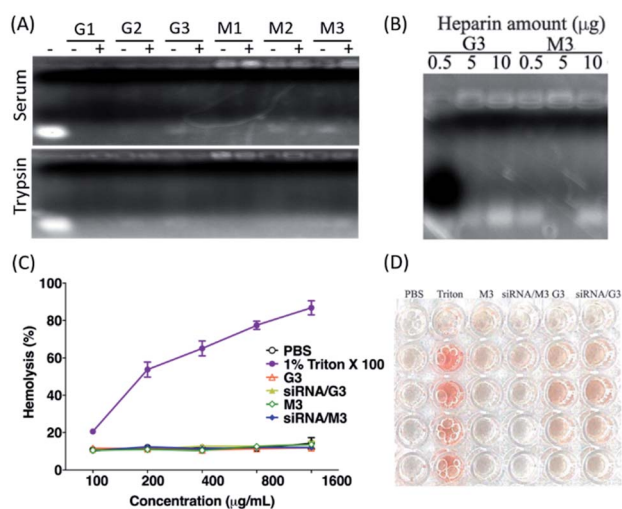 (A)
G1 G2 G3 M1 M2 M3
- - + - + - + - + - + - +
Serum
Trypsin
(B)
Heparin amount (µg)
G3 M3
0.5 5 10 0.5 5 10
(C)
100
80
60
40
20
0
Hemolysis (%)
PBS
1% Triton X 100
G3
siRNA/G3
M3
siRNA/M3
100 200 400 800 1600
Concentration (µg/mL)
(D)
PBS Triton M3 siRNA/M3 G3 siRNA/G3